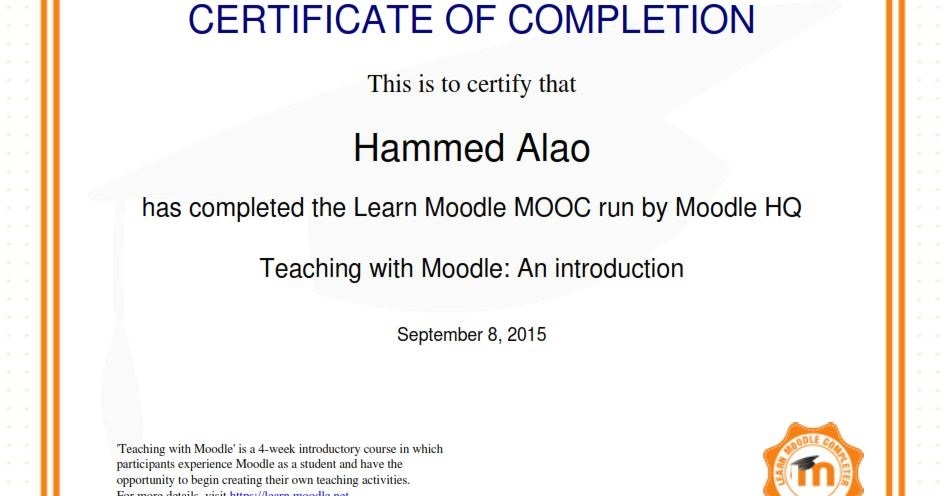 CERTIFICATE OF COMPLETION
This is to certify that
Hammed Alao
has completed the Learn Moodle MOOC run by Moodle HQ
Teaching with Moodle: An introduction
September 8, 2015
'Teaching with Moodle' is a 4-week introductory course in which
participants experience Moodle as a student and have the
opportunity to begin creating their own teaching activities.
For more details, visit https://learn.moodle.net
LEARN MOODLE COMPLETER
m